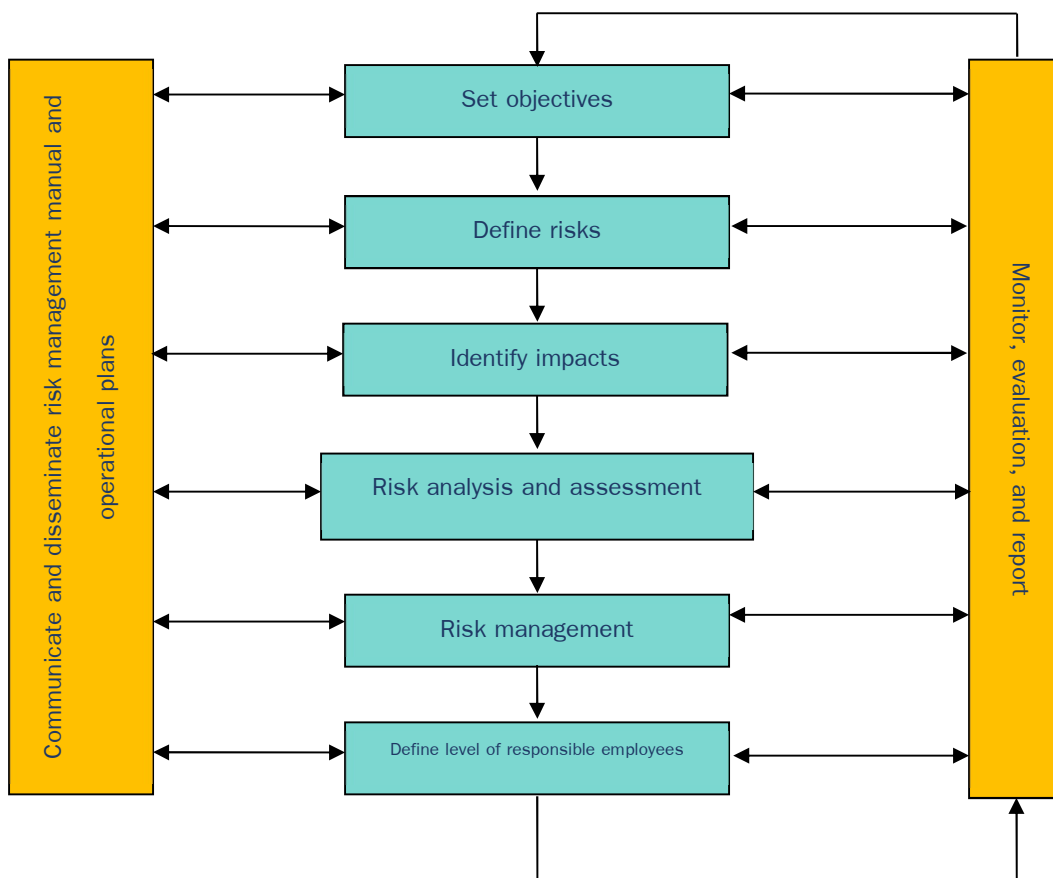 Communicate and disseminate risk management manual and
operational plans
Set objectives
Define risks
Identify impacts
Risk analysis and assessment
Risk management
Define level of responsible employees
Monitor, evaluation, and report